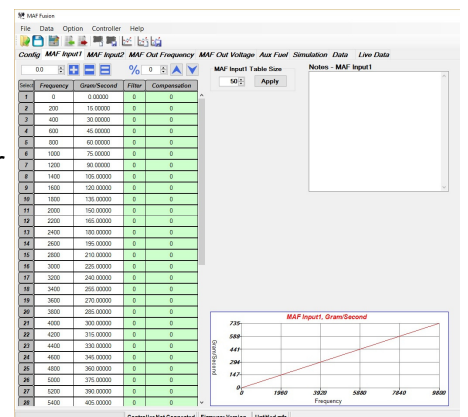 MAF Fusion
File Data Option Controller Help
Config MAF Input1 MAF Input2 MAF Out Frequency MAF Out Voltage Aux Fuel Simulation Data Live Data
0.0 % 0
MAF Input1 Table Size
50 Apply
Notes - MAF Input1
Select Frequency Gram/Second Filter Compensation
1 0 0.00000 0 0
2 200 15.00000 0 0
3 400 30.00000 0 0
4 600 45.00000 0 0
5 800 60.00000 0 0
6 1000 75.00000 0 0
7 1200 90.00000 0 0
8 1400 105.00000 0 0
9 1600 120.00000 0 0
10 1800 135.00000 0 0
11 2000 150.00000 0 0
12 2200 165.00000 0 0
13 2400 180.00000 0 0
14 2600 195.00000 0 0
15 2800 210.00000 0 0
16 3000 225.00000 0 0
17 3200 240.00000 0 0
18 3400 255.00000 0 0
19 3600 270.00000 0 0
20 3800 285.00000 0 0
21 4000 300.00000 0 0
22 4200 315.00000 0 0
23 4400 330.00000 0 0
24 4600 345.00000 0 0
25 4800 360.00000 0 0
26 5000 375.00000 0 0
27 5200 390.00000 0 0
28 5400 405.00000 0 0
MAF Input1, Gram/Second
735
588
441
294
147
0
Gram/Second
0 1960 3920 5880 7840 9800
Frequency
Controller Not Connected Firmware Version Untitled.mfs